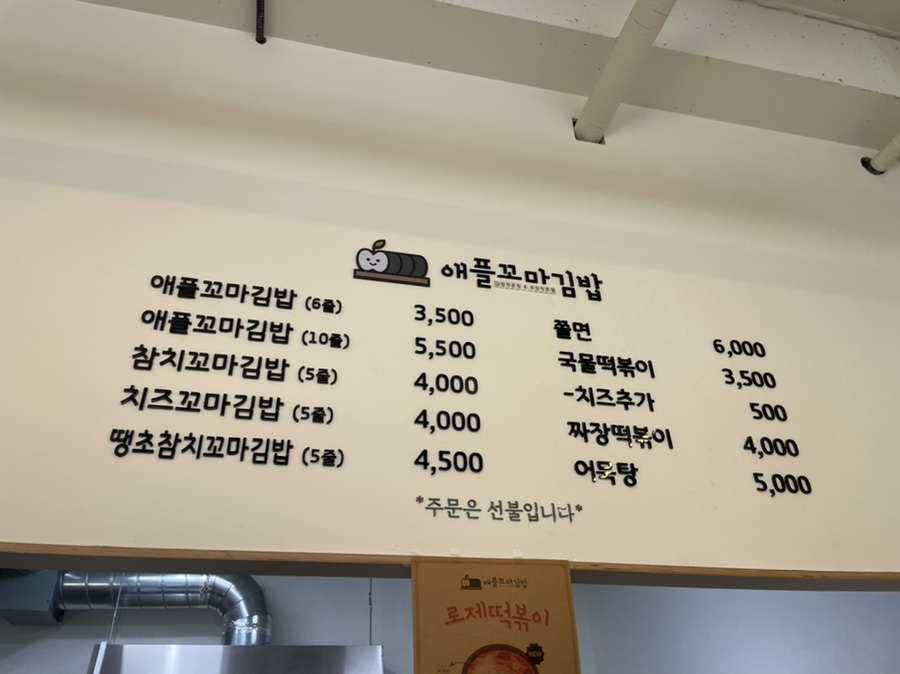 애플꼬마김밥
애플꼬마김밥 (6줄) 3,500
애플꼬마김밥 (10줄) 5,500
참치꼬마김밥 (5줄) 4,000
치즈꼬마김밥 (5줄) 4,000
땡초참치꼬마김밥 (5줄) 4,500
쫄면 6,000
국물떡볶이 3,500
-치즈추가 500
짜장떡볶이 4,000
어묵탕 5,000
*주문은 선불입니다*
애플꼬마김밥
로제떡볶이
NEW